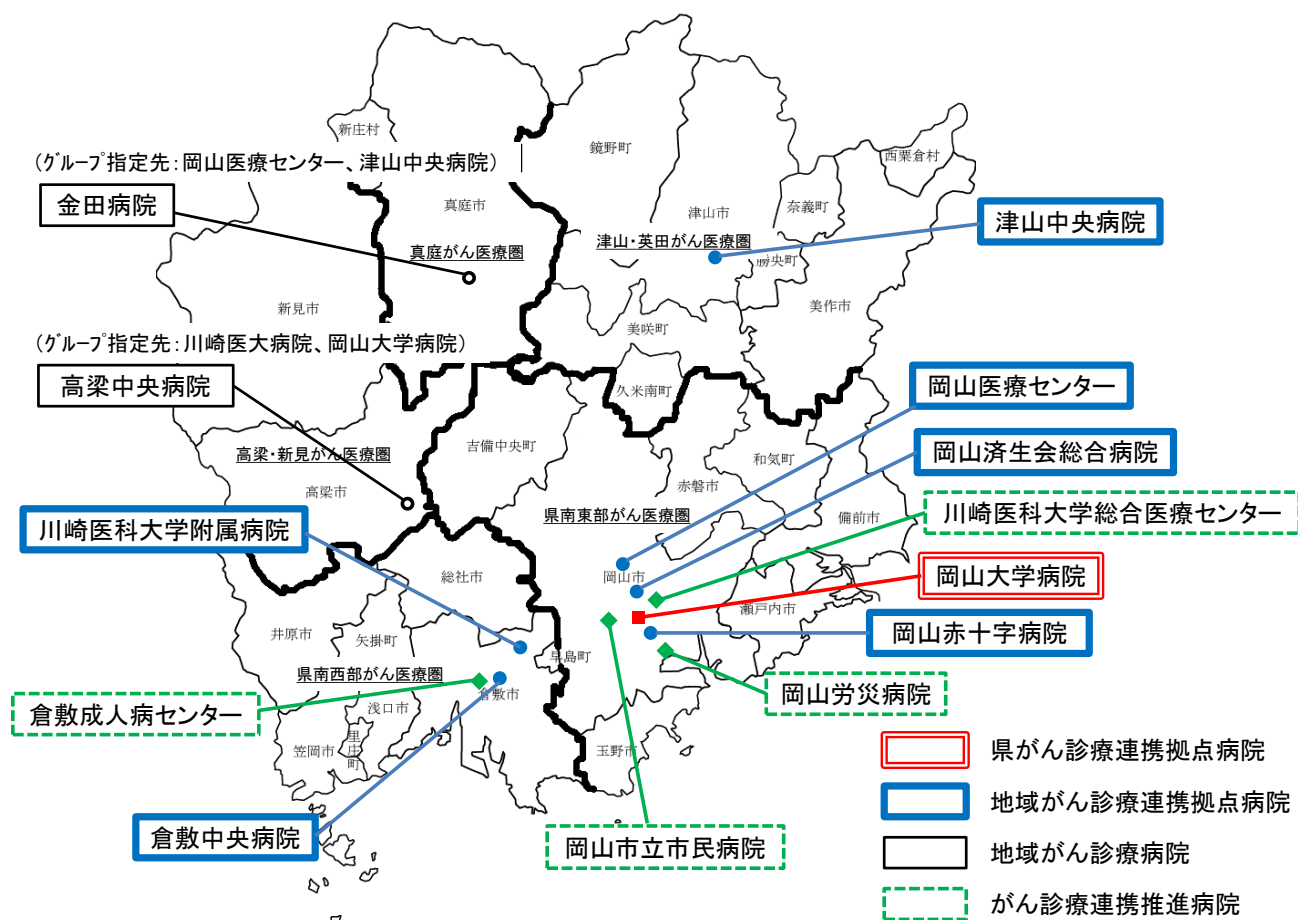 新庄村
鏡野町
西粟倉村
(グループ指定先:岡山医療センター、津山中央病院)
金田病院
真庭市
津山市
奈義町
津山中央病院
真庭がん医療圏
津山・英田がん医療圏
勝央町
新見市
美作市
美咲町
(グループ指定先:川崎医大病院、岡山大学病院)
高梁中央病院
久米南町
岡山医療センター
吉備中央町
高梁・新見がん医療圏
和気町
岡山済生会総合病院
高梁市
赤磐市
県南東部がん医療圏
備前市
川崎医科大学総合医療センター
川崎医科大学附属病院
総社市
岡山市
岡山大学病院
瀬戸内市
井原市
矢掛町
早島町
岡山赤十字病院
県南西部がん医療圏
倉敷市
岡山労災病院
倉敷成人病センター
浅口市
里庄町
笠岡市
玉野市
県がん診療連携拠点病院
地域がん診療連携拠点病院
倉敷中央病院
岡山市立市民病院
地域がん診療病院
がん診療連携推進病院